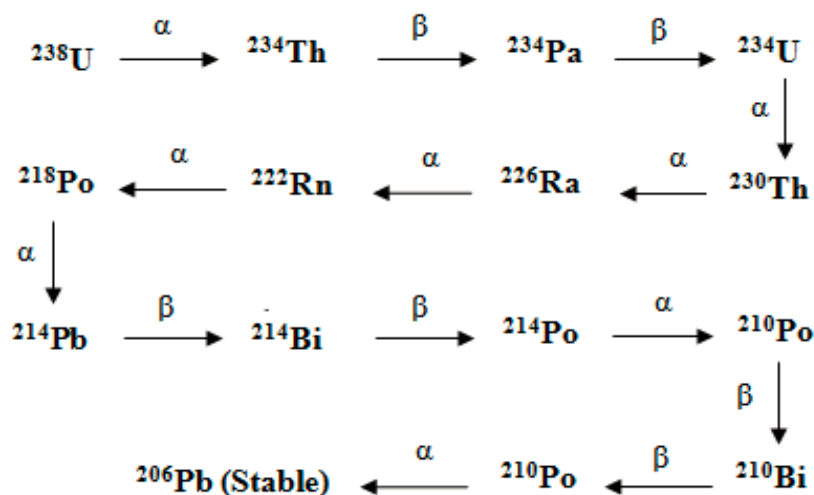 α β β
²³⁸U ²³⁴Th ²³⁴Pa ²³⁴U
α
α α α
²¹⁸Po ²²²Rn ²²⁶Ra ²³⁰Th
α
β β α
²¹⁴Pb ²¹⁴Bi ²¹⁴Po ²¹⁰Po
β
α β
²⁰⁶Pb (Stable) ²¹⁰Po ²¹⁰Bi